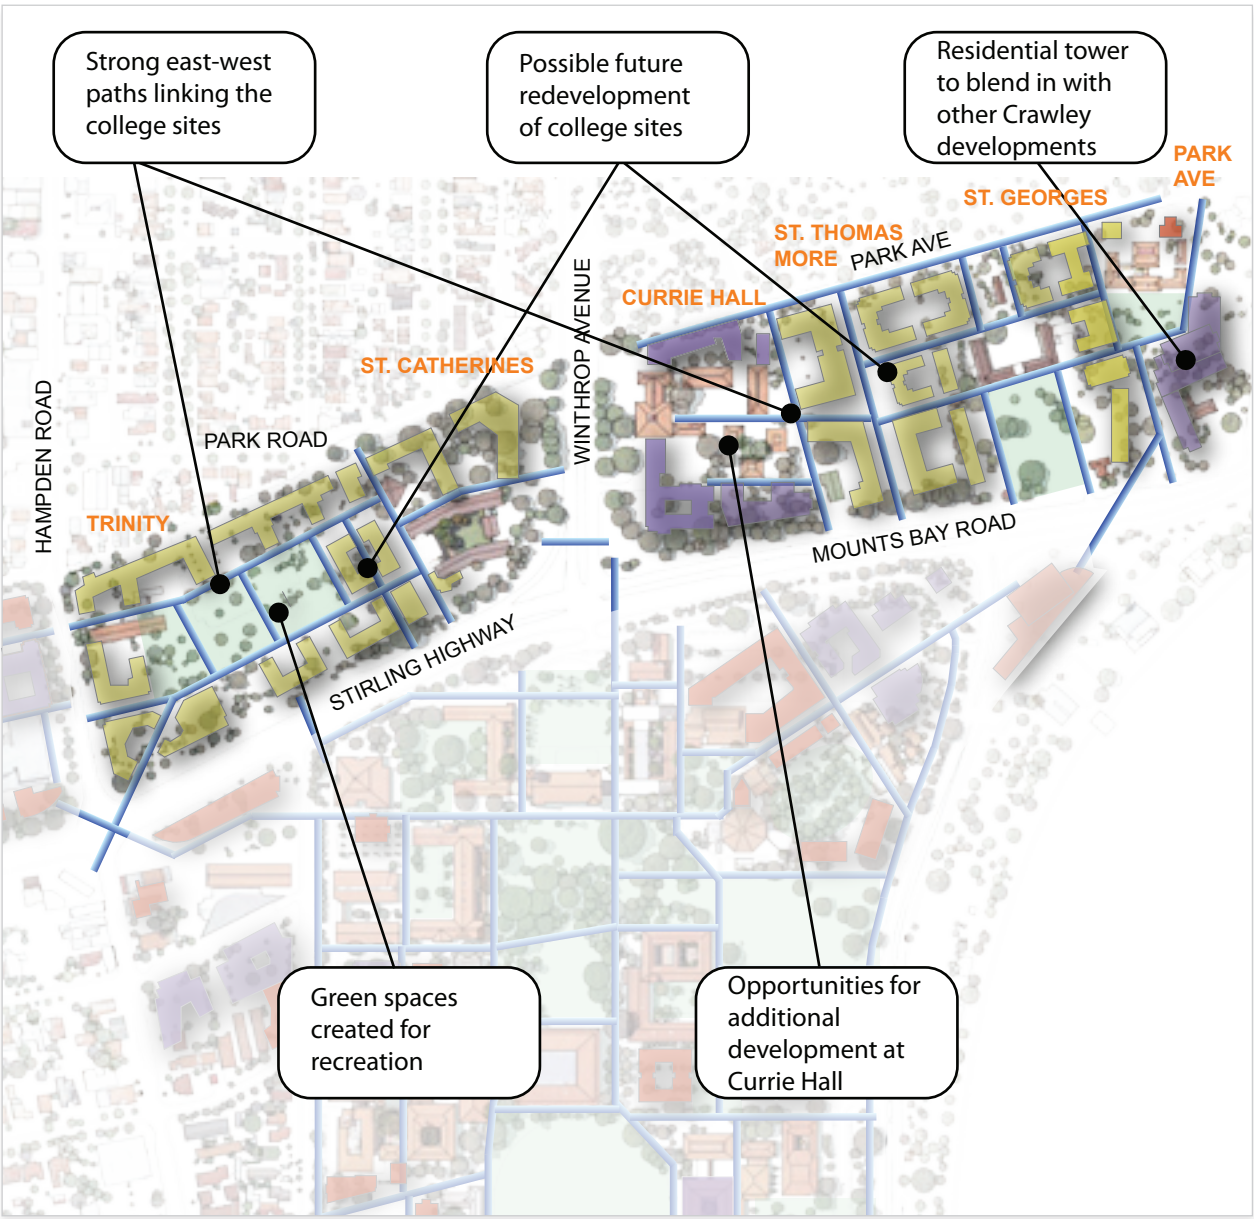 Strong east-west
paths linking the
college sites
Possible future
redevelopment
of college sites
Residential tower
to blend in with
other Crawley
developments
PARK
AVE
ST. GEORGES
ST. THOMAS
MORE
PARK AVE
CURRIE HALL
WINTHROP AVENUE
ST. CATHERINES
HAMPDEN ROAD
PARK ROAD
TRINITY
MOUNTS BAY ROAD
STIRLING HIGHWAY
Green spaces
created for
recreation
Opportunities for
additional
development at
Currie Hall